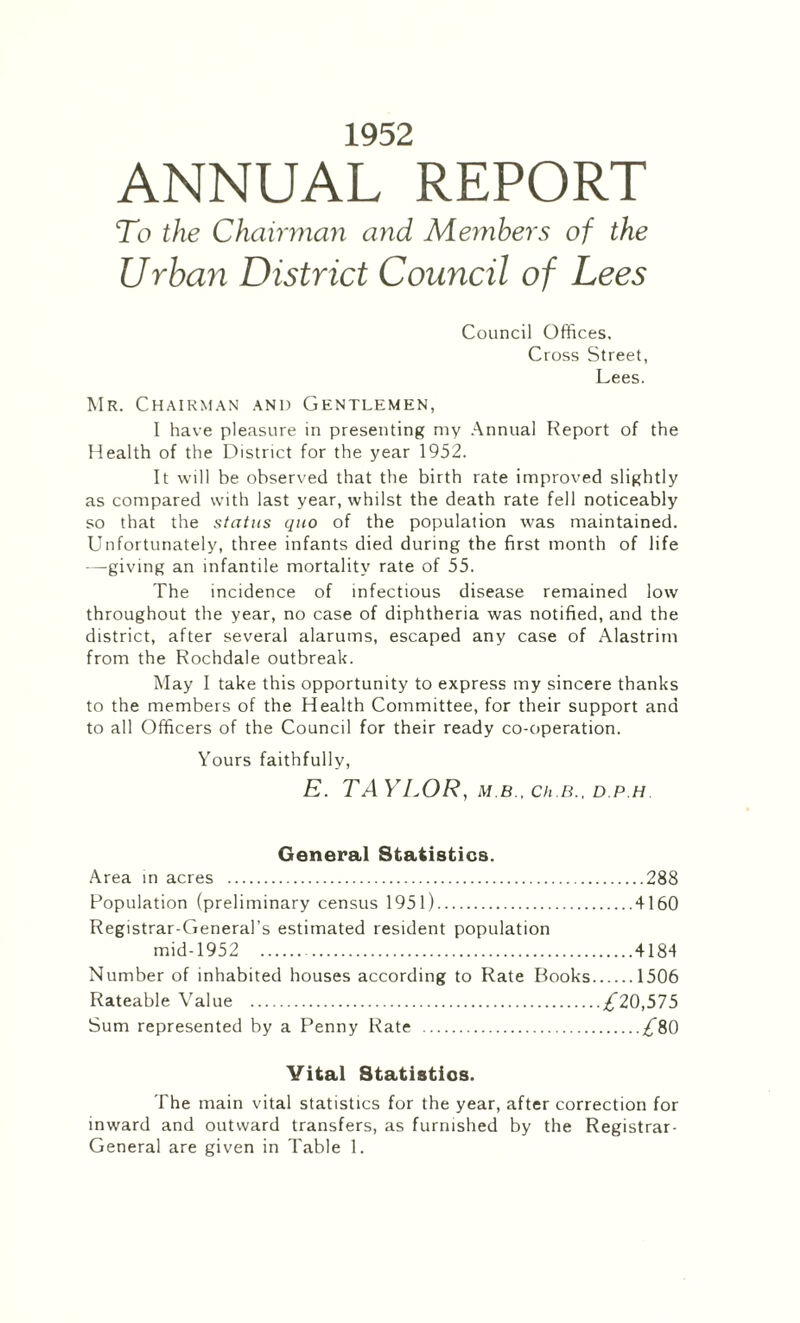 1952
ANNUAL REPORT
To the Chairman and Members of the
Urban District Council of Lees
Council Offices,
Cross Street,
Lees.
MR. CHAIRMAN AND GENTLEMEN,
I have pleasure in presenting my Annual Report of the
Health of the District for the year 1952.
It will be observed that the birth rate improved slightly
as compared with last year, whilst the death rate fell noticeably
so that the status quo of the population was maintained.
Unfortunately, three infants died during the first month of life
—giving an infantile mortality rate of 55.
The incidence of infectious disease remained low
throughout the year, no case of diphtheria was notified, and the
district, after several alarums, escaped any case of Alastrim
from the Rochdale outbreak.
May I take this opportunity to express my sincere thanks
to the members of the Health Committee, for their support and
to all Officers of the Council for their ready co-operation.
Yours faithfully,
E. TAYLOR, M.B., Ch.B., D.P.H.
General Statistics.
Area in acres ..........288
Population (preliminary census 1951)..........4160
Registrar-General's estimated resident population
mid-1952 ..........4184
Number of inhabited houses according to Rate Books......1506
Rateable Value ..........£20,575
Sum represented by a Penny Rate ..........£80
Vital Statistics.
The main vital statistics for the year, after correction for
inward and outward transfers, as furnished by the Registrar-
General are given in Table 1.